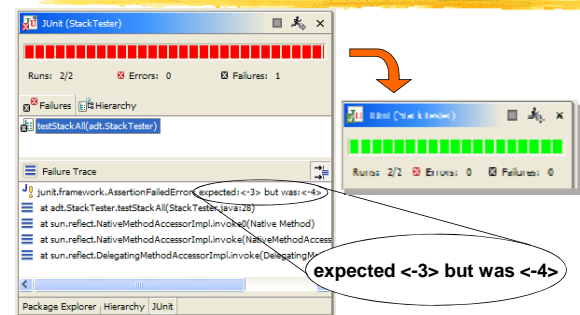 JUnit (StackTester)
Runs: 2/2 Errors: 0 Failures: 1
Failures Hierarchy
testStackAll(adt.StackTester)
Failure Trace
junit.framework.AssertionFailedError: expected:<-3> but was:<-4>
at adt.StackTester.testStackAll(StackTester.java:28)
at sun.reflect.NativeMethodAccessorImpl.invoke0(Native Method)
at sun.reflect.NativeMethodAccessorImpl.invoke(NativeMethodAccess
at sun.reflect.DelegatingMethodAccessorImpl.invoke(DelegatingMe
Package Explorer Hierarchy JUnit
JUnit (StackTester)
Runs: 2/2 Errors: 0 Failures: 0
expected <-3> but was <-4>